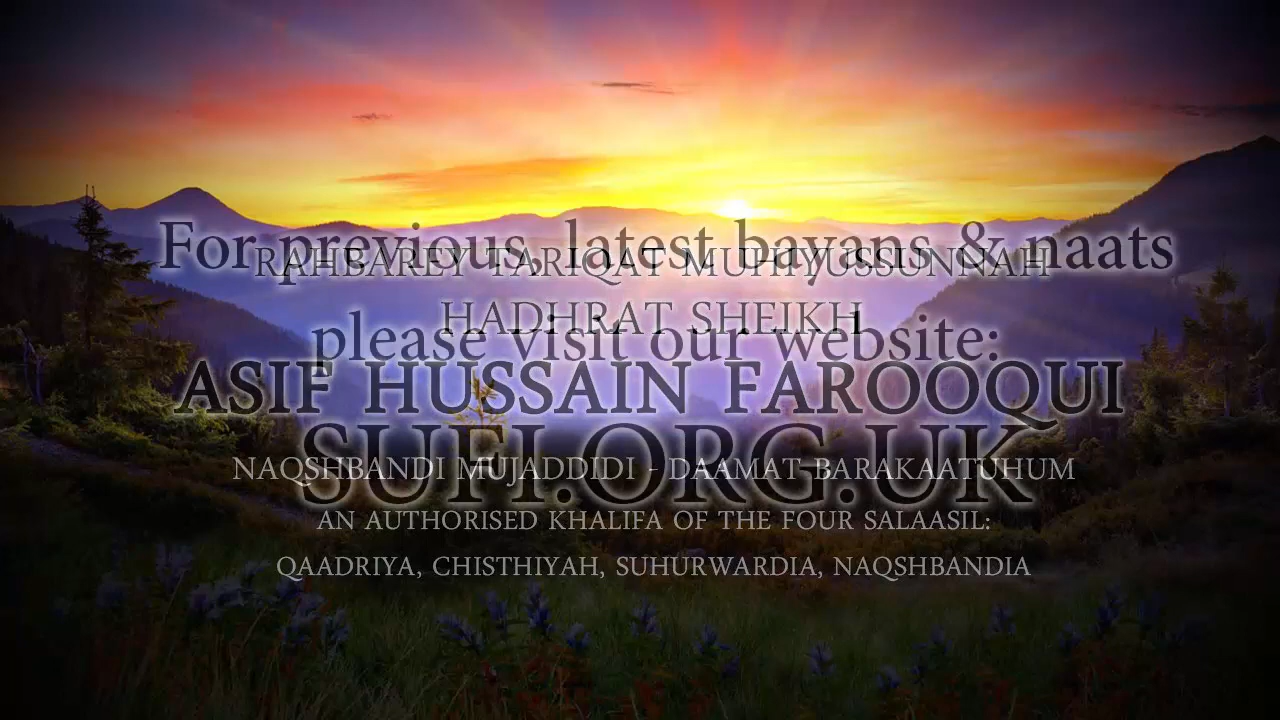 For previous, latest bayans & naats
RAHBAREY TARIQAT MUHIYUSSUNNAH
HADHRAT SHEIKH
please visit our website:
ASIF HUSSAIN FAROOQUI
SUFI.ORG.UK
NAQSHBANDI MUJADDIDI - DAAMAT BARAKAATUHUM
AN AUTHORISED KHALIFA OF THE FOUR SALAASIL:
QAADRIYA, CHISTHIYAH, SUHURWARDIA, NAQSHBANDIA